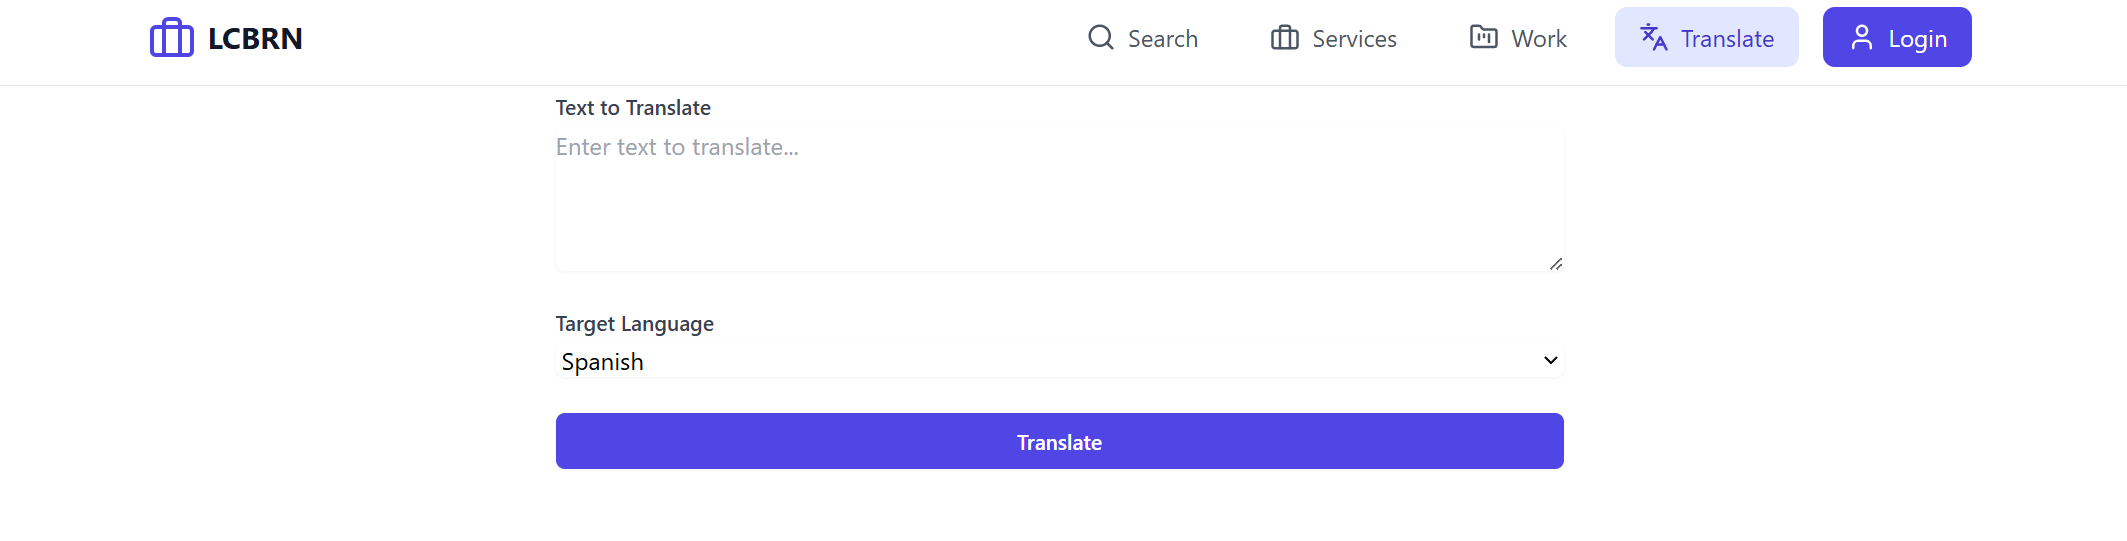 LCBRN
Search
Services
Work
Translate
Login
Text to Translate
Enter text to translate...
Target Language
Spanish
Translate